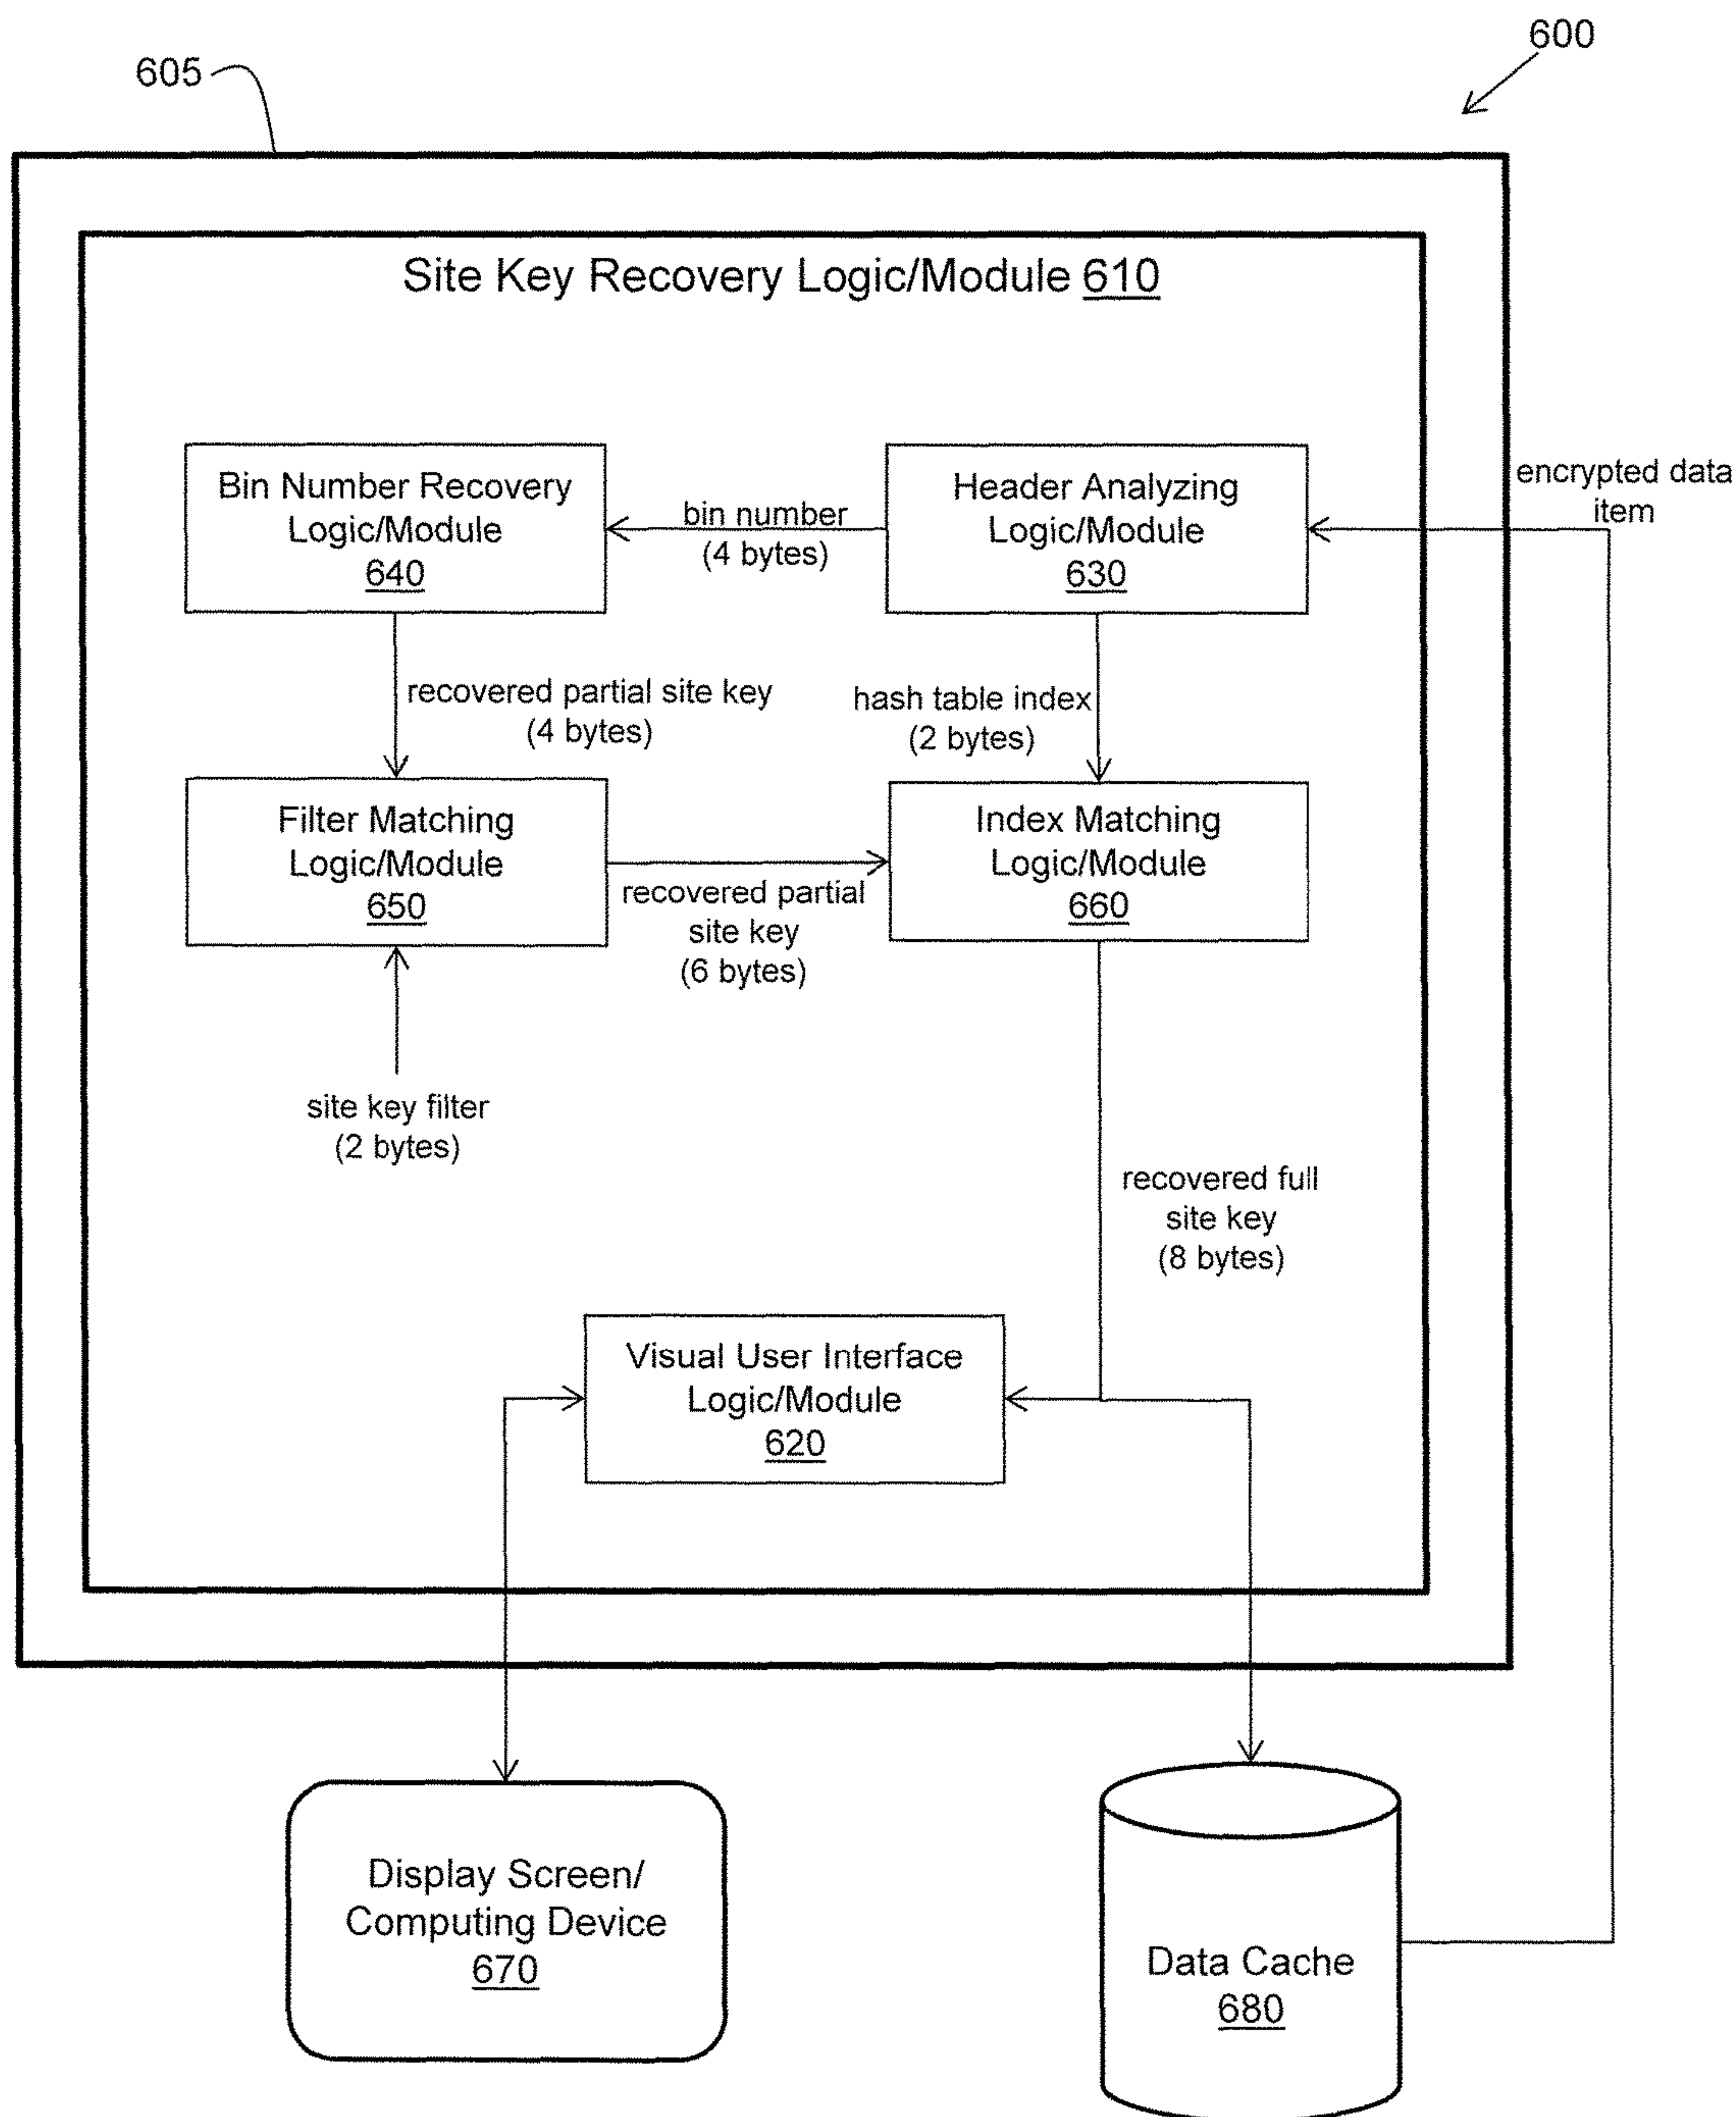 600
605
Site Key Recovery Logic/Module 610
Bin Number Recovery
Logic/Module
640
bin number
(4 bytes)
Header Analyzing
Logic/Module
630
encrypted data
item
recovered partial site key
(4 bytes)
hash table index
(2 bytes)
Filter Matching
Logic/Module
650
recovered partial
site key
(6 bytes)
Index Matching
Logic/Module
660
site key filter
(2 bytes)
recovered full
site key
(8 bytes)
Visual User Interface
Logic/Module
620
Display Screen/
Computing Device
670
Data Cache
680